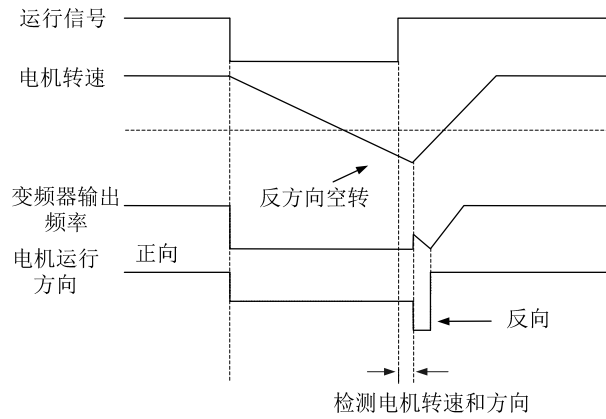 运行信号
电机转速
反方向空转
变频器输出
频率
正向
电机运行
方向
反向
检测电机转速和方向